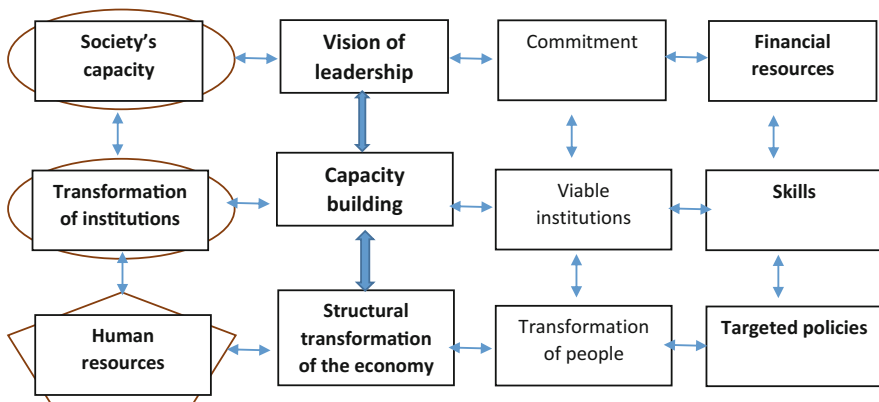 Society’s
capacity
Vision of
leadership
Commitment
Financial
resources
Transformation
of institutions
Capacity
building
Viable
institutions
Skills
Human
resources
Structural
transformation
of the economy
Transformation
of people
Targeted policies